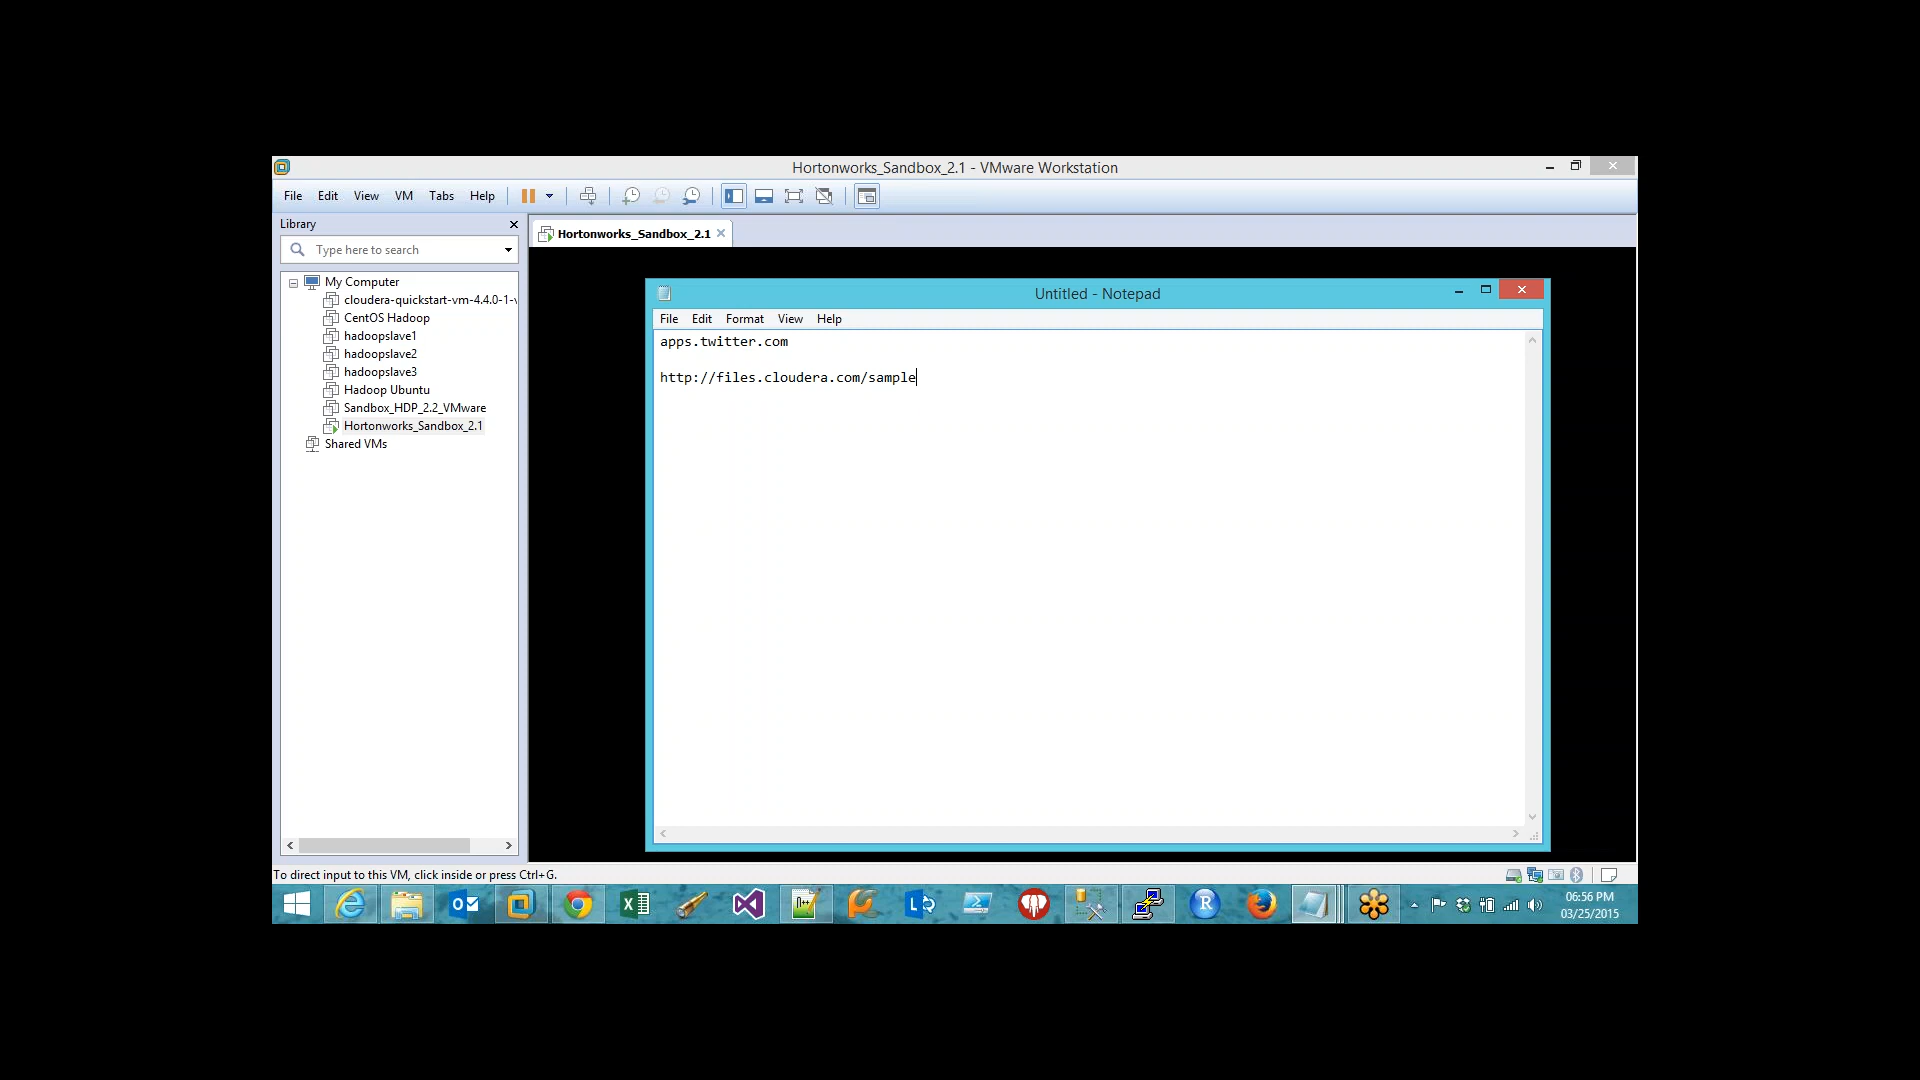 Hortonworks_Sandbox_2.1 - VMware Workstation
File Edit View VM Tabs Help
Library
Type here to search
Hortonworks_Sandbox_2.1
My Computer
cloudera-quickstart-vm-4.4.0-1-v
CentOS Hadoop
hadoopslave1
hadoopslave2
hadoopslave3
Hadoop Ubuntu
Sandbox_HDP_2.2_VMware
Hortonworks_Sandbox_2.1
Shared VMs
Untitled - Notepad
File Edit Format View Help
apps.twitter.com
http://files.cloudera.com/sample
To direct input to this VM, click inside or press Ctrl+G.
06:56 PM
03/25/2015